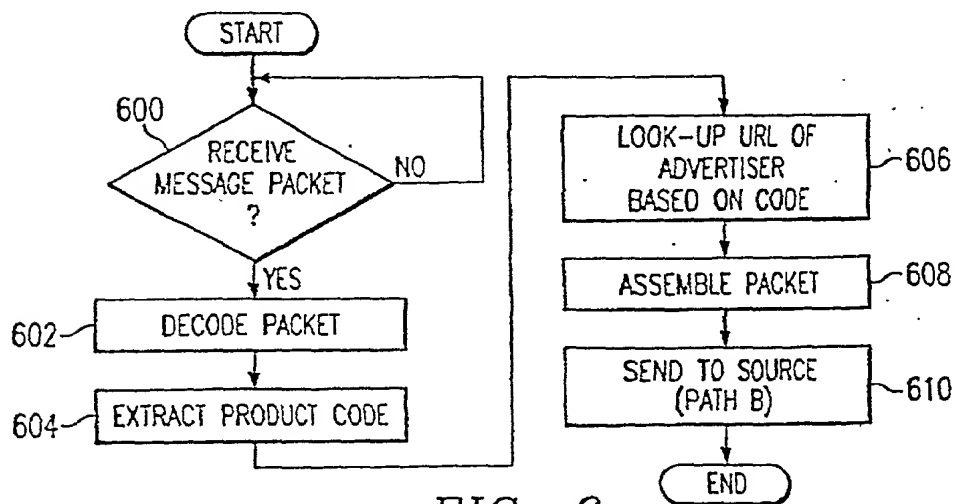 START
600
RECEIVE
MESSAGE PACKET
?
NO
YES
602
DECODE PACKET
604
EXTRACT PRODUCT CODE
LOOK-UP URL OF
ADVERTISER
BASED ON CODE
606
ASSEMBLE PACKET
608
SEND TO SOURCE
(PATH B)
610
END